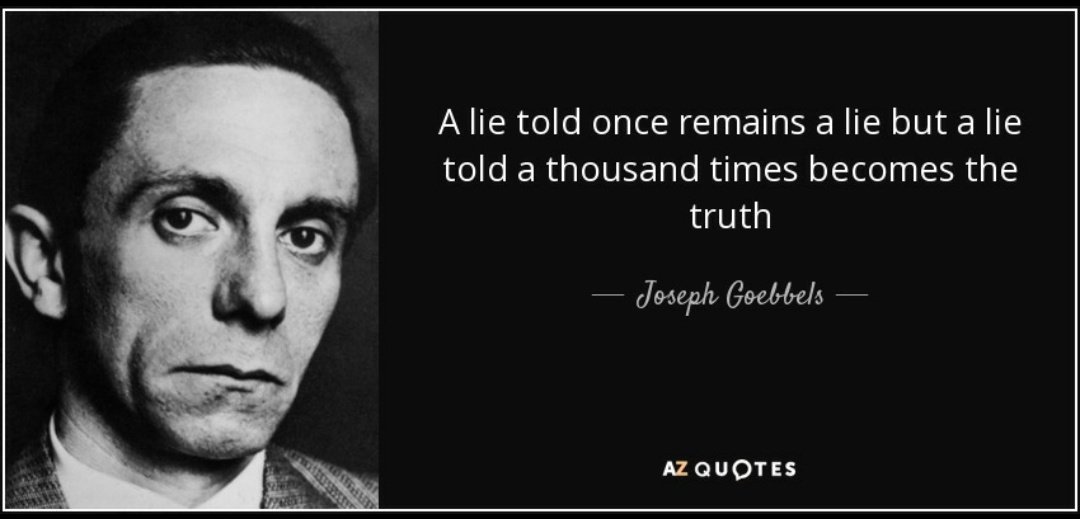 A lie told once remains a lie but a lie
told a thousand times becomes the
truth
— Joseph Goebbels —
AZ QUOTES